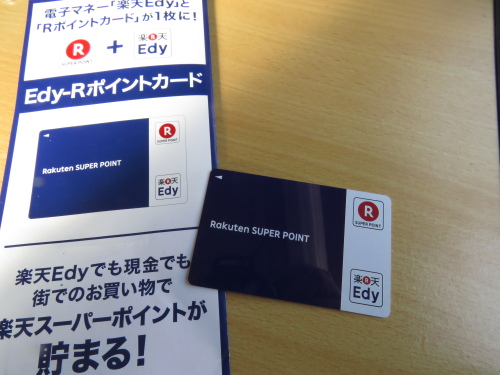 電子マネー「楽天Edy」と
「Rポイントカード」が1枚に!
R
SUPER POINT
+
楽R天
Edy
Edy-Rポイントカード
Rakuten SUPER POINT
R
SUPER POINT
楽R天
Edy
楽天Edyでも現金でも
街でのお買い物で
楽天スーパーポイントが
貯まる!
Rakuten SUPER POINT
R
SUPER POINT
楽R天
Edy